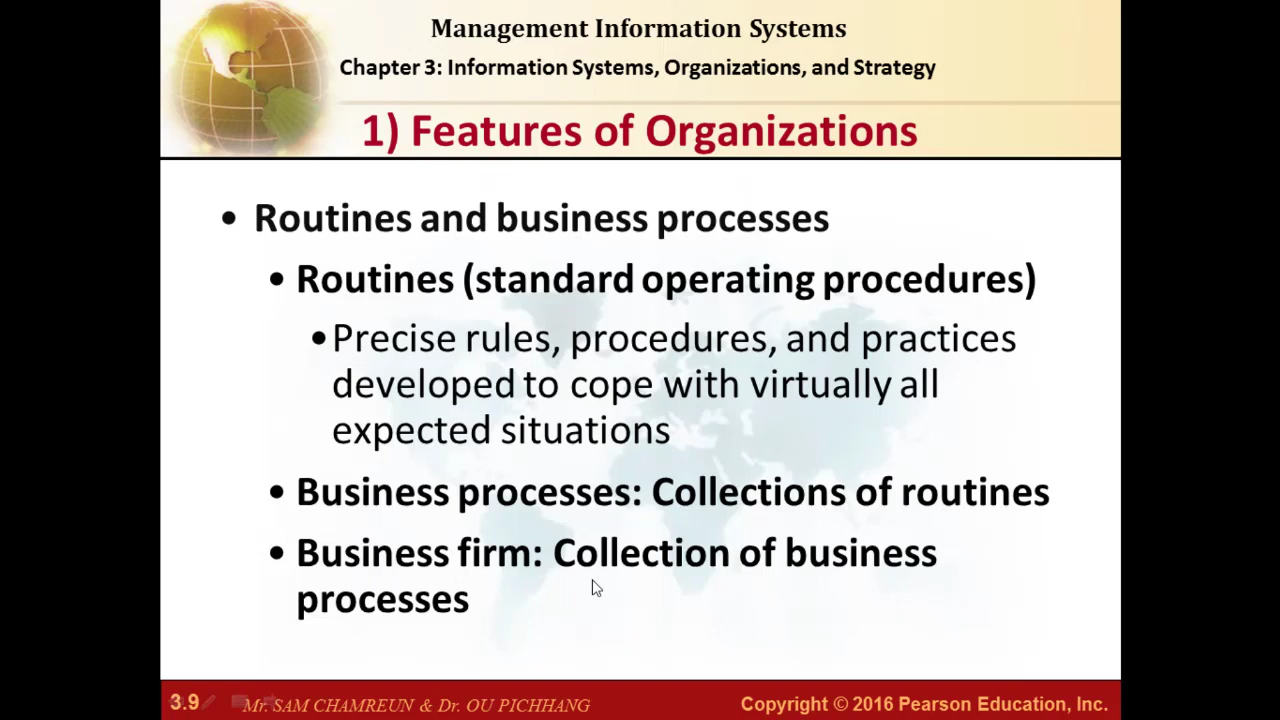 Management Information Systems
Chapter 3: Information Systems, Organizations, and Strategy
1) Features of Organizations
• Routines and business processes
• Routines (standard operating procedures)
•Precise rules, procedures, and practices
developed to cope with virtually all
expected situations
• Business processes: Collections of routines
• Business firm: Collection of business
processes
3.9
Mr. SAM CHAMREUN & Dr. OU PICHHANG
Copyright © 2016 Pearson Education, Inc.